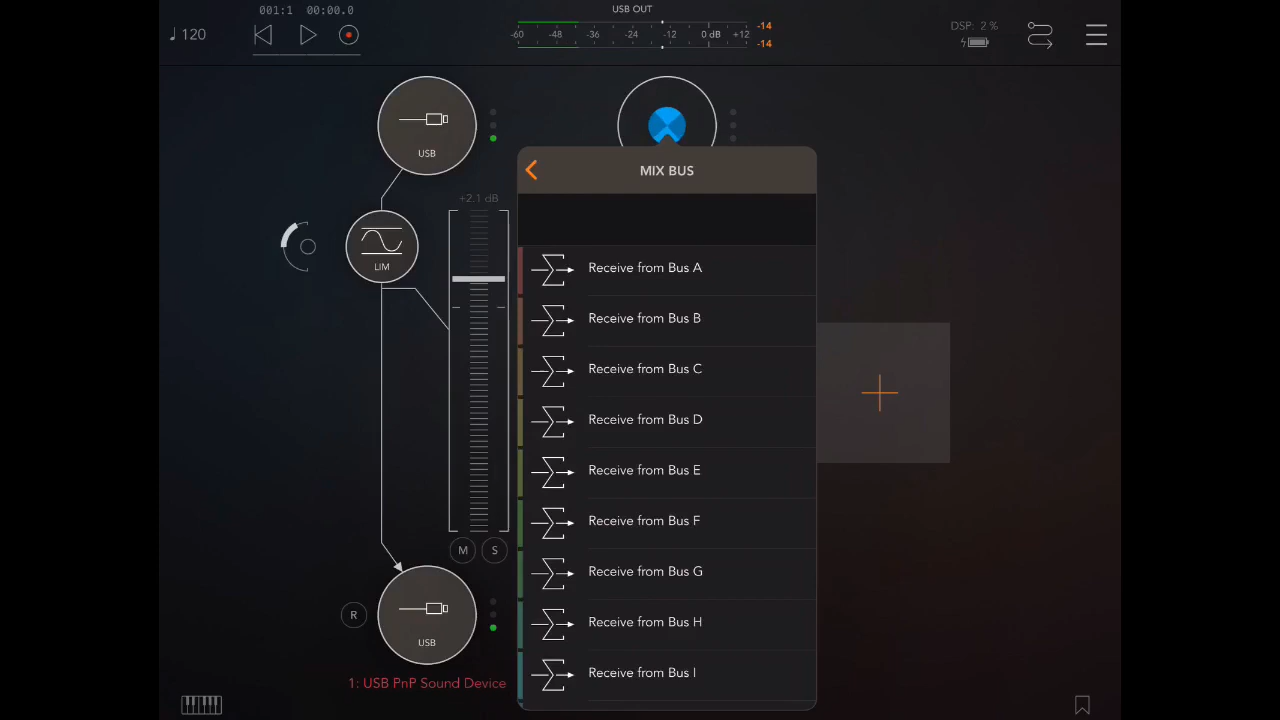 001:1 00:00.0
♩ 120
USB OUT
-60 -48 -36 -24 -12 0 dB +12
-14
-14
DSP: 2 %
USB
+2.1 dB
LIM
MIX BUS
Receive from Bus A
Receive from Bus B
Receive from Bus C
Receive from Bus D
Receive from Bus E
Receive from Bus F
Receive from Bus G
Receive from Bus H
Receive from Bus I
M S
R
USB
1: USB PnP Sound Device